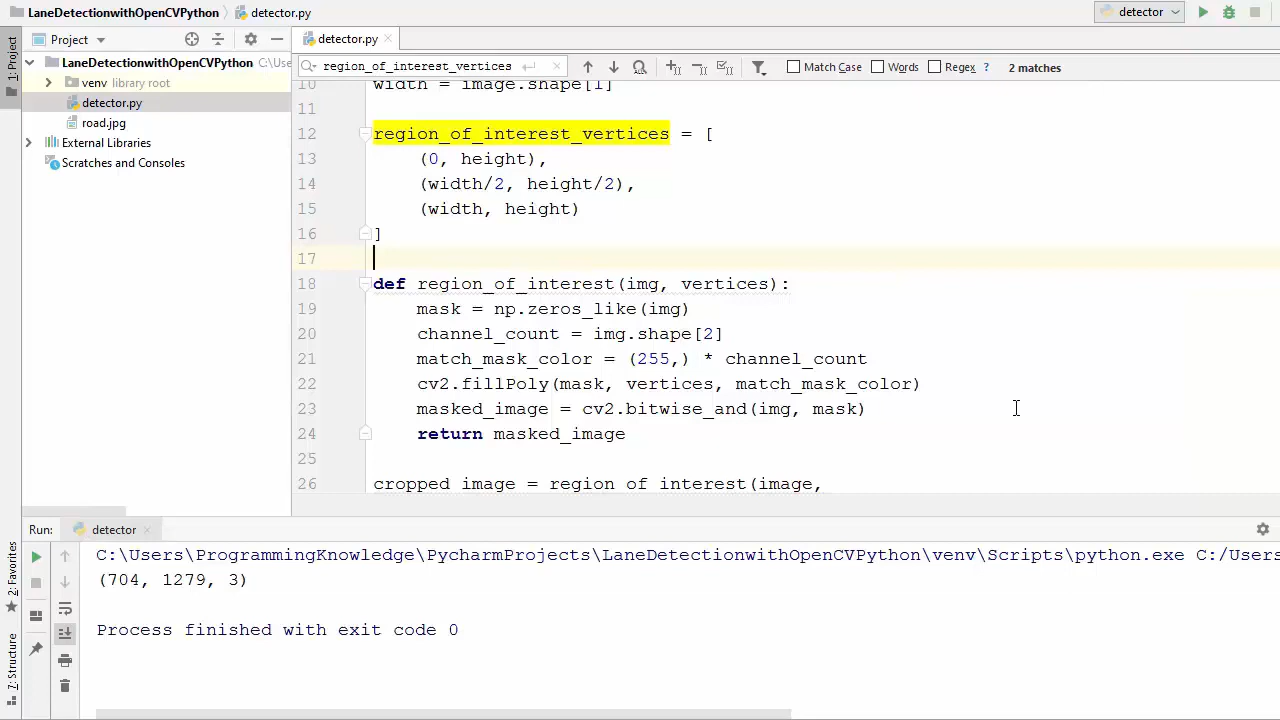 LaneDetectionwithOpenCVPython
detector.py
detector
1: Project
Project
detector.py
LaneDetectionwithOpenCVPython C:\Use
venv library root
detector.py
road.jpg
External Libraries
Scratches and Consoles
region_of_interest_vertices
Match Case
Words
Regex ?
2 matches
10 width = image.shape[1]
11
12 region_of_interest_vertices = [
13 (0, height),
14 (width/2, height/2),
15 (width, height)
16 ]
17
18 def region_of_interest(img, vertices):
19 mask = np.zeros_like(img)
20 channel_count = img.shape[2]
21 match_mask_color = (255,) * channel_count
22 cv2.fillPoly(mask, vertices, match_mask_color)
23 masked_image = cv2.bitwise_and(img, mask)
24 return masked_image
25
26 cropped_image = region_of_interest(image,
Run: detector
C:\Users\ProgrammingKnowledge\PycharmProjects\LaneDetectionwithOpenCVPython\venv\Scripts\python.exe C:/Users
(704, 1279, 3)
Process finished with exit code 0
2: Favorites
7: Structure